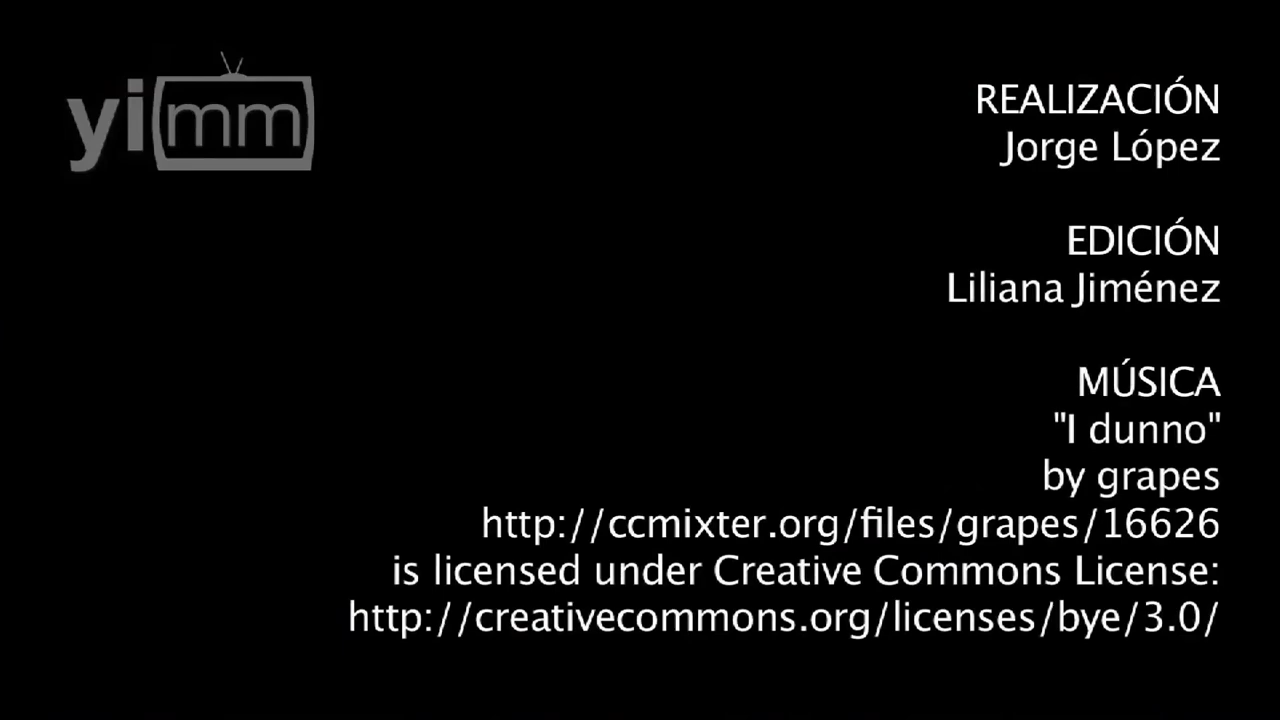 yimm
REALIZACIÓN
Jorge López
EDICIÓN
Liliana Jiménez
MÚSICA
"I dunno"
by grapes
http://ccmixter.org/files/grapes/16626
is licensed under Creative Commons License:
http://creativecommons.org/licenses/bye/3.0/